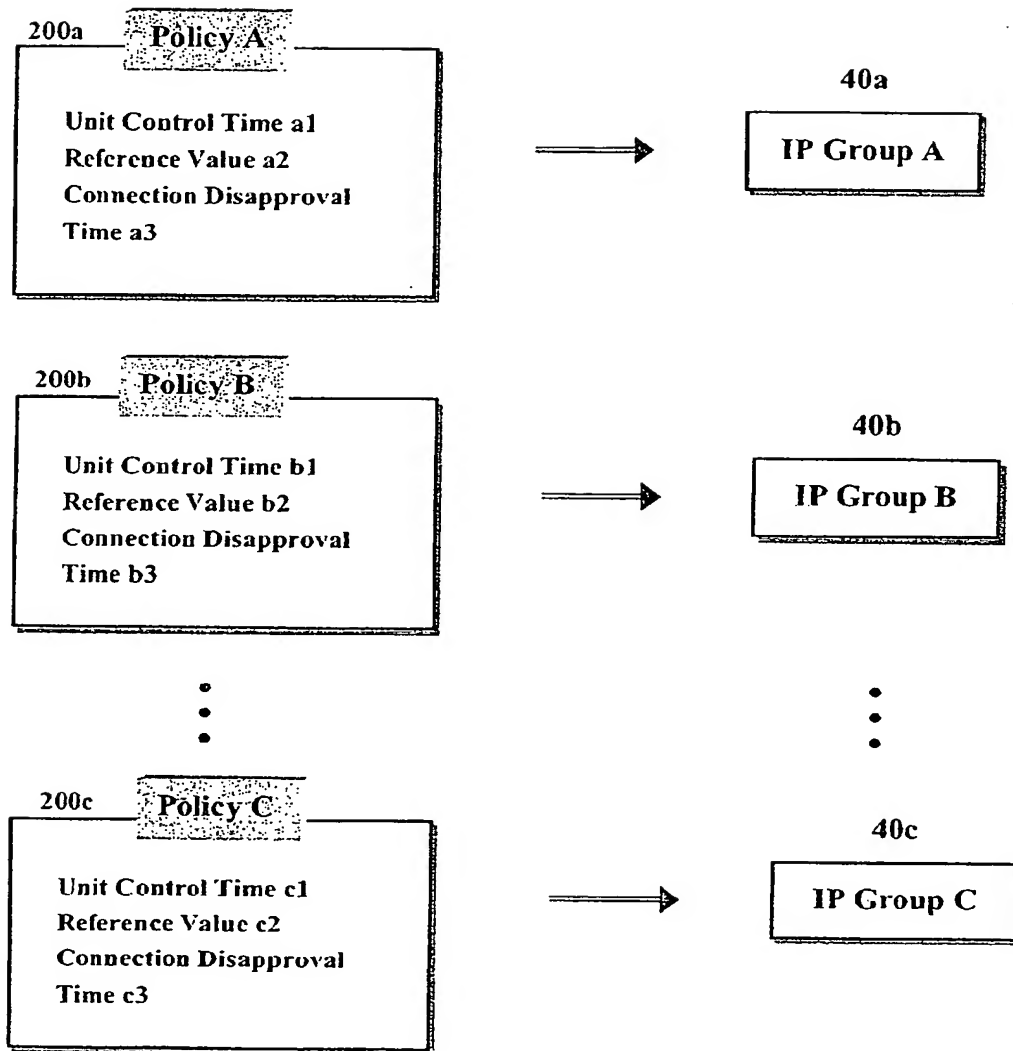 200a
Policy A
Unit Control Time a1
Reference Value a2
Connection Disapproval
Time a3
40a
IP Group A
200b
Policy B
Unit Control Time b1
Reference Value b2
Connection Disapproval
Time b3
40b
IP Group B
200c
Policy C
Unit Control Time c1
Reference Value c2
Connection Disapproval
Time c3
40c
IP Group C